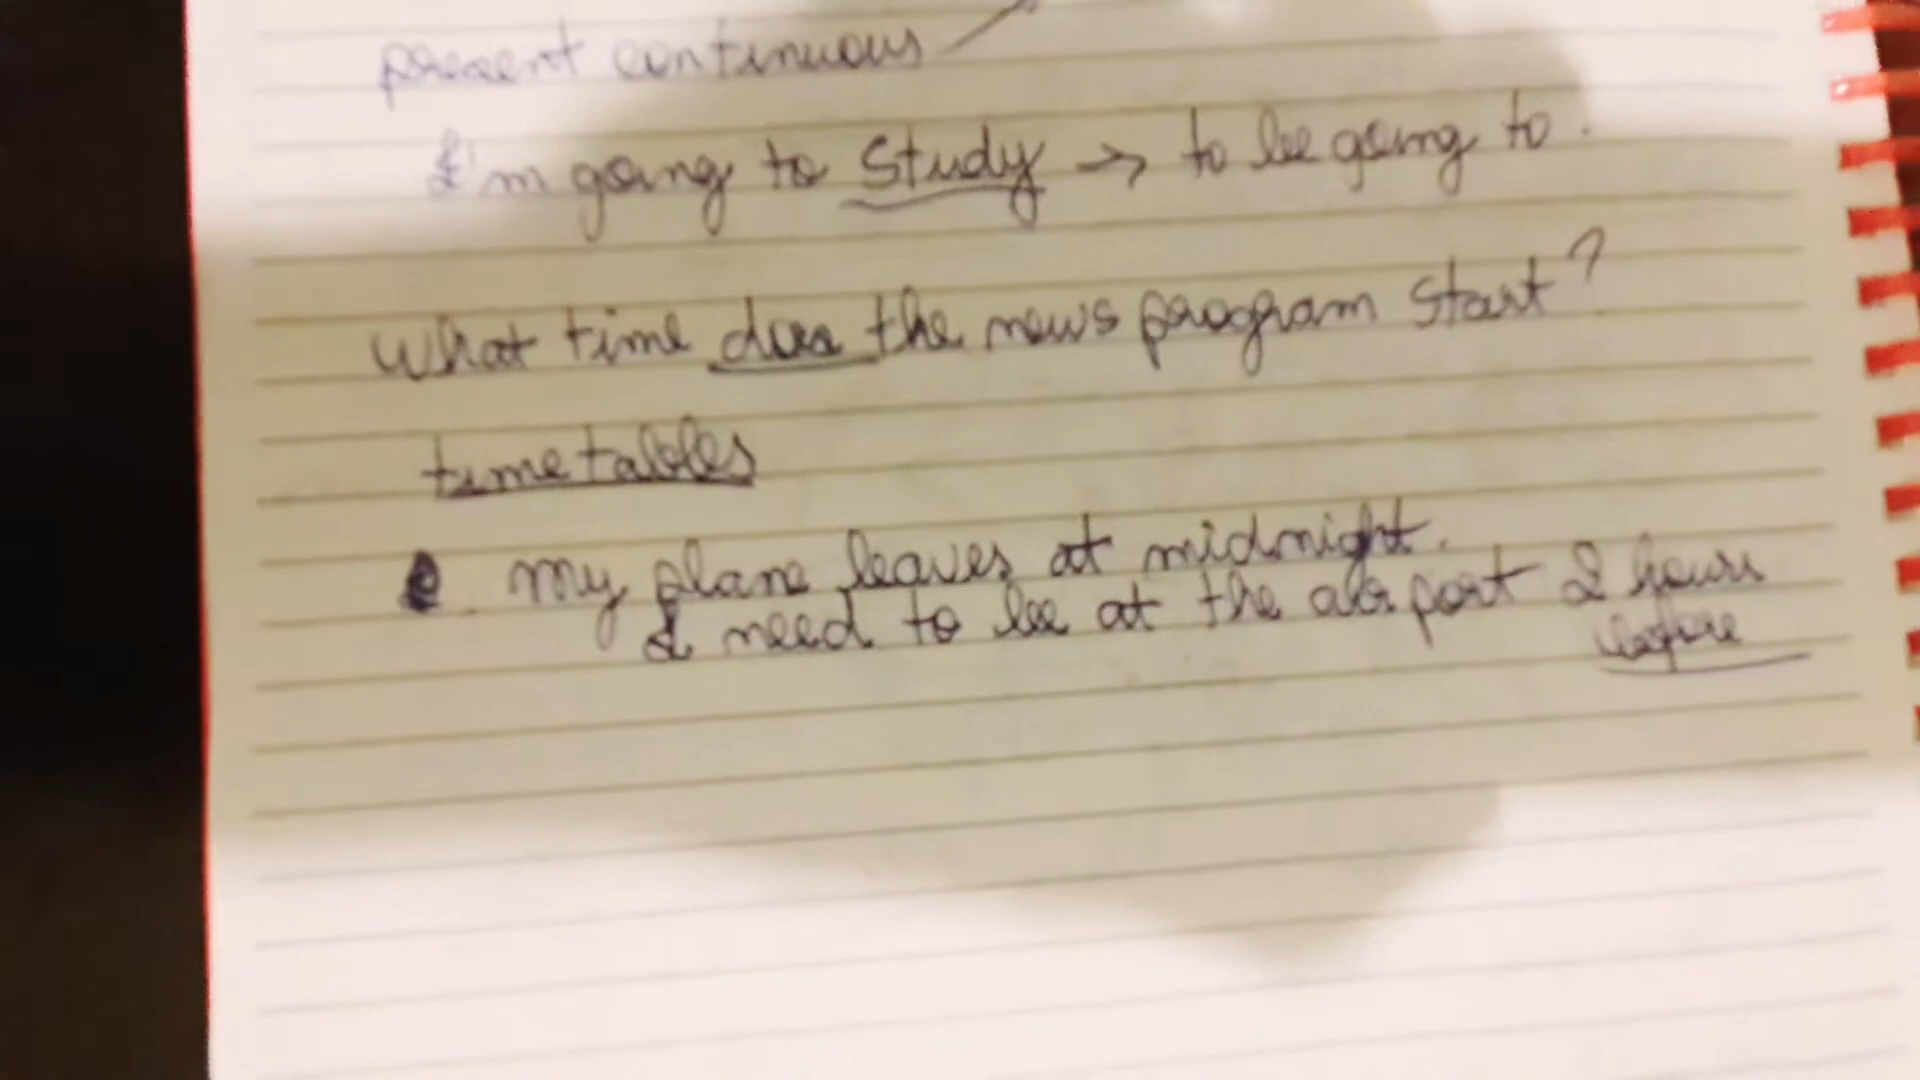 present continuous
I'm going to study → to be going to.
What time does the news program start?
timetables
my plane leaves at midnight.
I need to be at the airport 2 hours
before